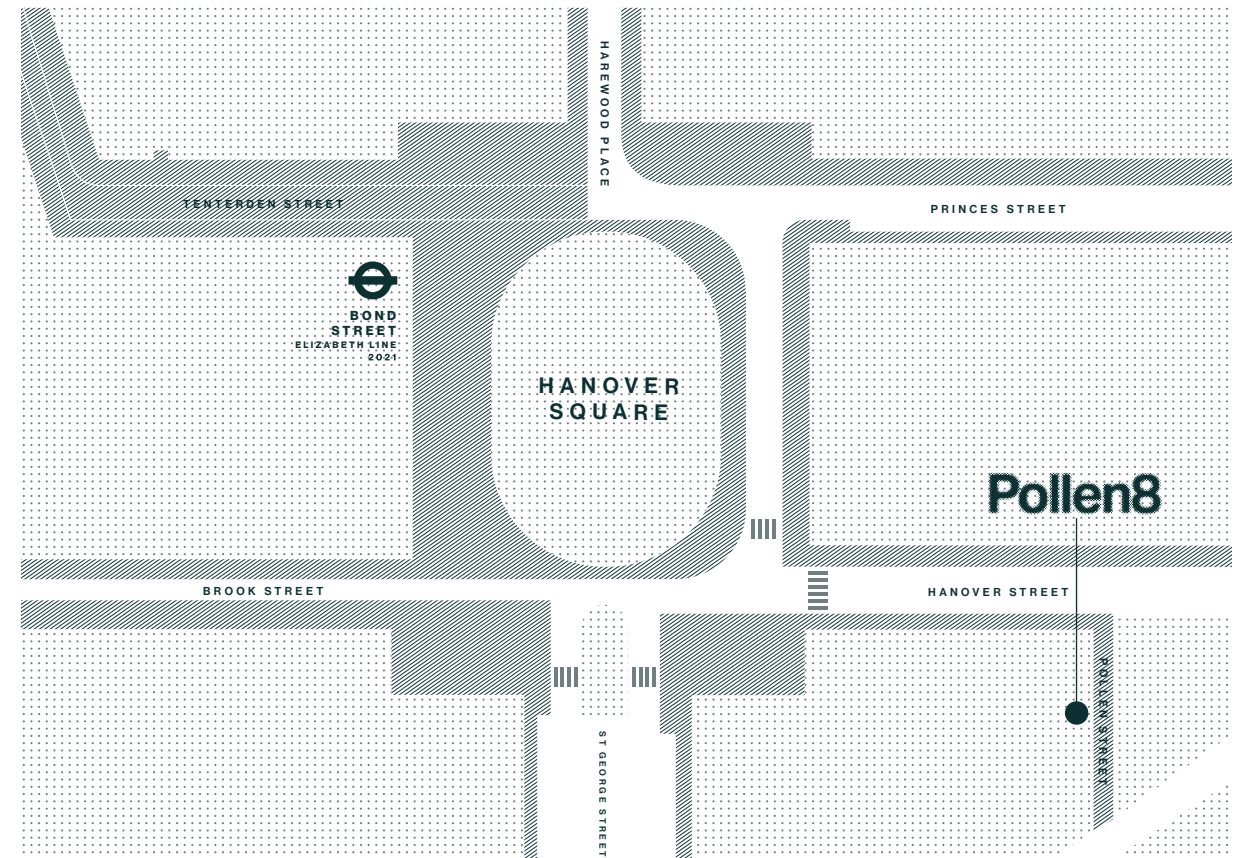 HAREWOOD PLACE
TENTERDEN STREET
PRINCES STREET
BOND
STREET
ELIZABETH LINE
2021
HANOVER
SQUARE
Pollen8
BROOK STREET
HANOVER STREET
POLLEN STREET
ST GEORGE STREET